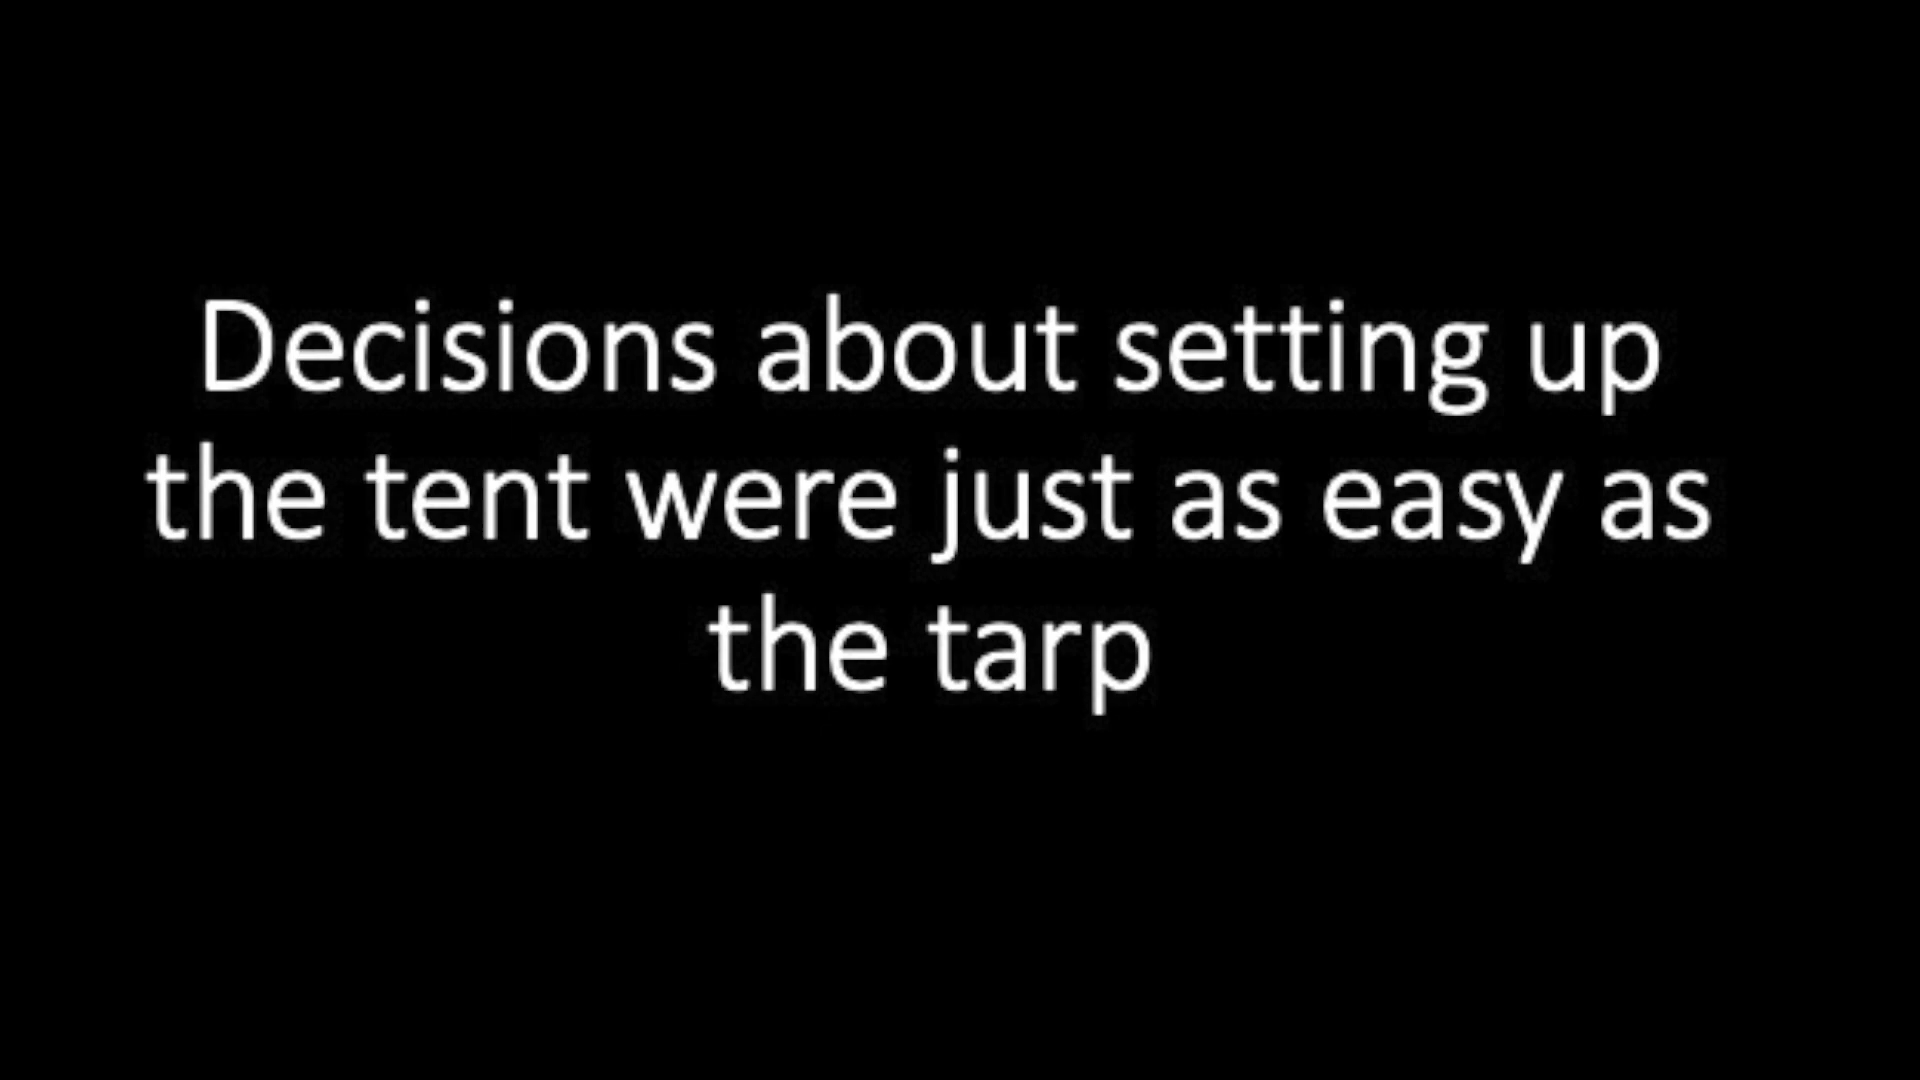 Decisions about setting up
the tent were just as easy as
the tarp